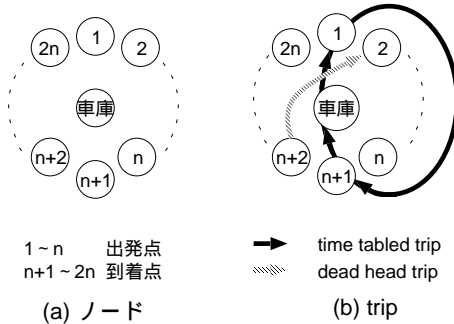 1
2n
2
車庫
n+2
n
n+1
1 ~ n 出発点
n+1 ~ 2n 到着点
(a) ノード
1
2n
2
車庫
n+2
n
n+1
time tabled trip
dead head trip
(b) trip